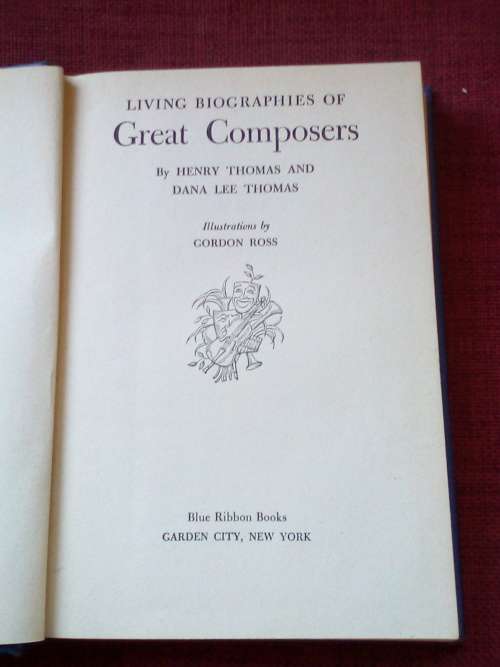 LIVING BIOGRAPHIES OF
Great Composers
By HENRY THOMAS AND
DANA LEE THOMAS
Illustrations by
GORDON ROSS
Blue Ribbon Books
GARDEN CITY, NEW YORK